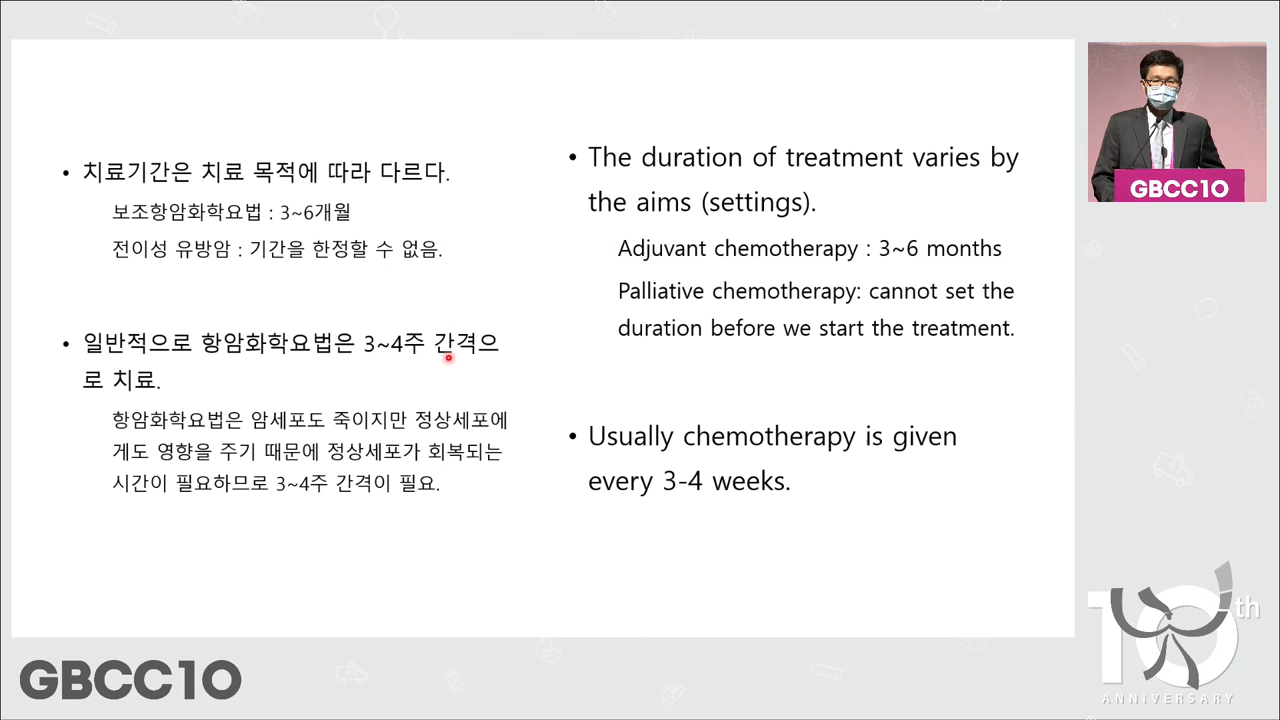 • 치료기간은 치료 목적에 따라 다르다.
보조항암화학요법 : 3~6개월
전이성 유방암 : 기간을 한정할 수 없음.
• 일반적으로 항암화학요법은 3~4주 간격으
로 치료.
항암화학요법은 암세포도 죽이지만 정상세포에
게도 영향을 주기 때문에 정상세포가 회복되는
시간이 필요하므로 3~4주 간격이 필요.
• The duration of treatment varies by
the aims (settings).
Adjuvant chemotherapy : 3~6 months
Palliative chemotherapy: cannot set the
duration before we start the treatment.
• Usually chemotherapy is given
every 3-4 weeks.
GBCC10
GBCC10
10th
ANNIVERSARY